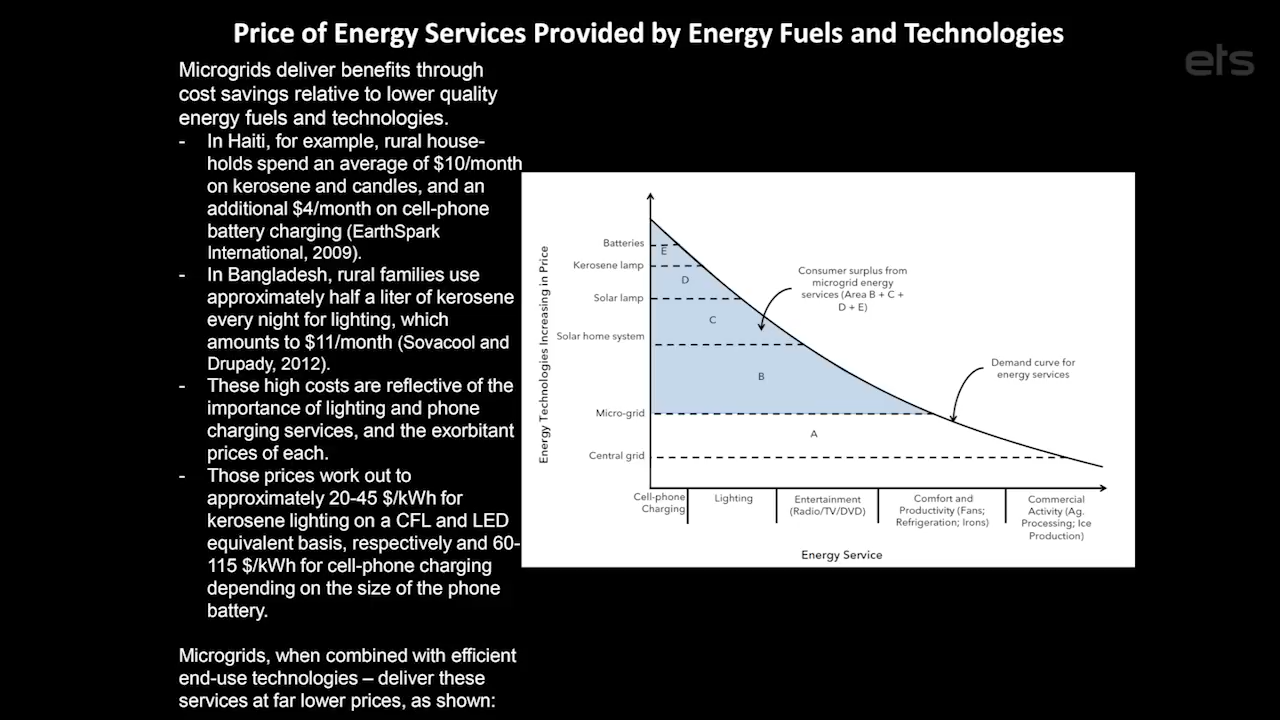 Price of Energy Services Provided by Energy Fuels and Technologies
ets
Microgrids deliver benefits through
cost savings relative to lower quality
energy fuels and technologies.
- In Haiti, for example, rural house-
holds spend an average of $10/month
on kerosene and candles, and an
additional $4/month on cell-phone
battery charging (EarthSpark
International, 2009).
- In Bangladesh, rural families use
approximately half a liter of kerosene
every night for lighting, which
amounts to $11/month (Sovacool and
Drupady, 2012).
- These high costs are reflective of the
importance of lighting and phone
charging services, and the exorbitant
prices of each.
- Those prices work out to
approximately 20-45 $/kWh for
kerosene lighting on a CFL and LED
equivalent basis, respectively and 60-
115 $/kWh for cell-phone charging
depending on the size of the phone
battery.
Microgrids, when combined with efficient
end-use technologies – deliver these
services at far lower prices, as shown:
Energy Technologies Increasing in Price
Batteries
Kerosene lamp
Solar lamp
Solar home system
Micro-grid
Central grid
E
D
C
B
A
Consumer surplus from
microgrid energy
services (Area B + C +
D + E)
Demand curve for
energy services
Cell-phone
Charging
Lighting
Entertainment
(Radio/TV/DVD)
Comfort and
Productivity (Fans;
Refrigeration; Irons)
Commercial
Activity (Ag.
Processing; Ice
Production)
Energy Service